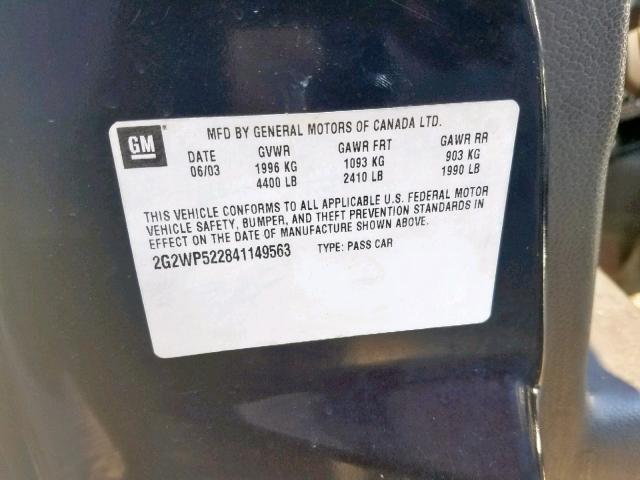 GM
MFD BY GENERAL MOTORS OF CANADA LTD.
DATE GVWR GAWR FRT GAWR RR
06/03 1996 KG 1093 KG 903 KG
4400 LB 2410 LB 1990 LB
THIS VEHICLE CONFORMS TO ALL APPLICABLE U.S. FEDERAL MOTOR
VEHICLE SAFETY, BUMPER, AND THEFT PREVENTION STANDARDS IN
EFFECT ON THE DATE OF MANUFACTURE SHOWN ABOVE.
2G2WP522841149563 TYPE: PASS CAR